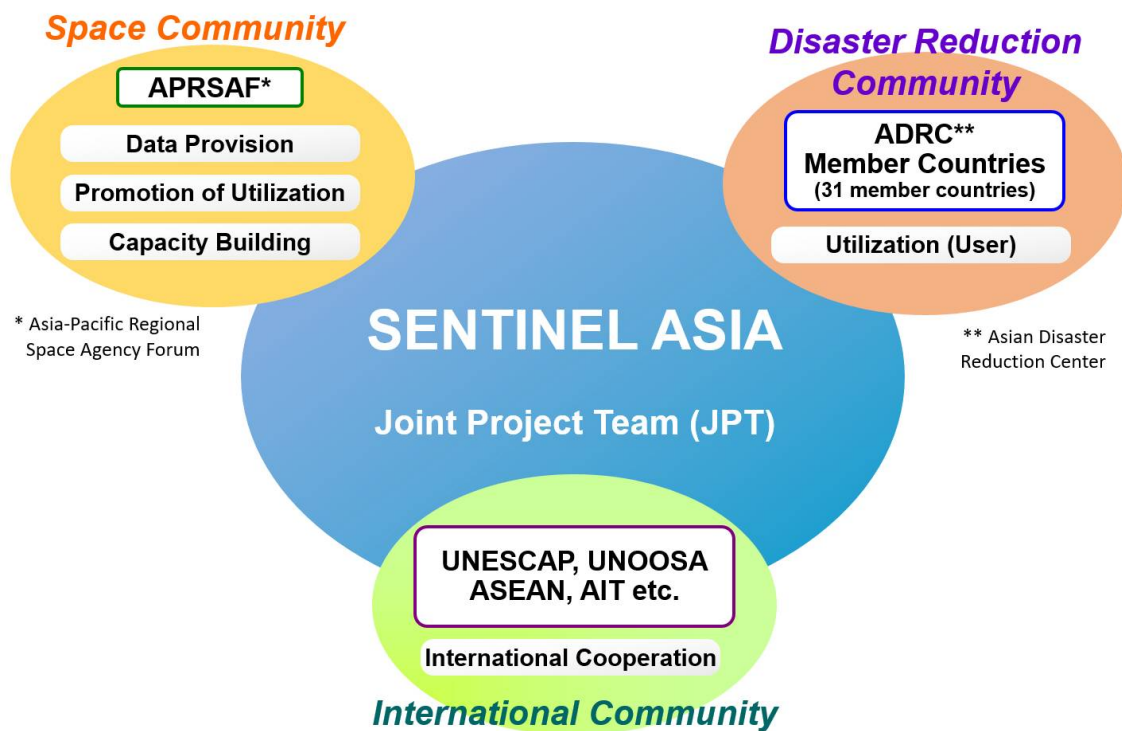 Space Community
APRSAF*
Data Provision
Promotion of Utilization
Capacity Building
* Asia-Pacific Regional
Space Agency Forum
Disaster Reduction
Community
ADRC**
Member Countries
(31 member countries)
Utilization (User)
** Asian Disaster
Reduction Center
SENTINEL ASIA
Joint Project Team (JPT)
UNESCAP, UNOOSA
ASEAN, AIT etc.
International Cooperation
International Community